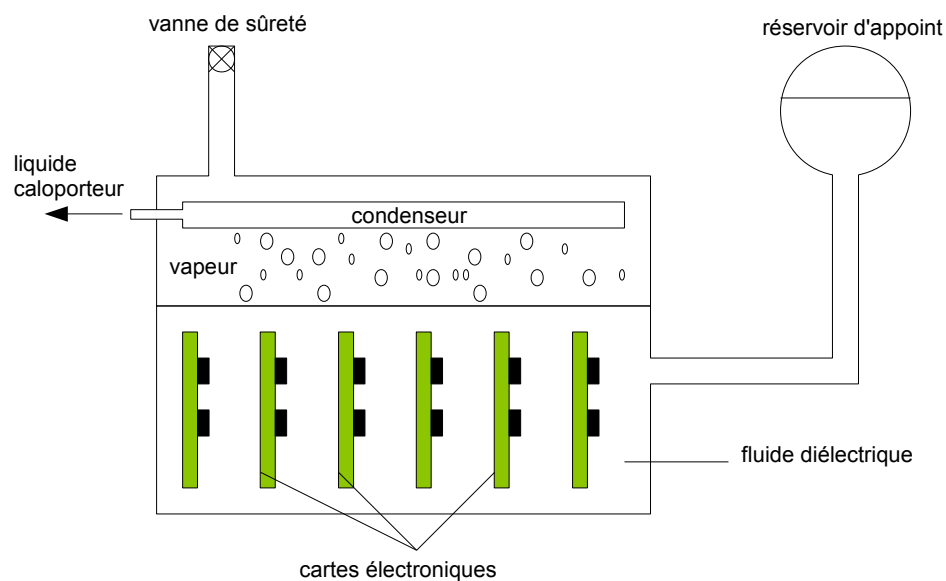 vanne de sûreté
réservoir d'appoint
liquide
caloporteur
condenseur
vapeur
fluide diélectrique
cartes électroniques